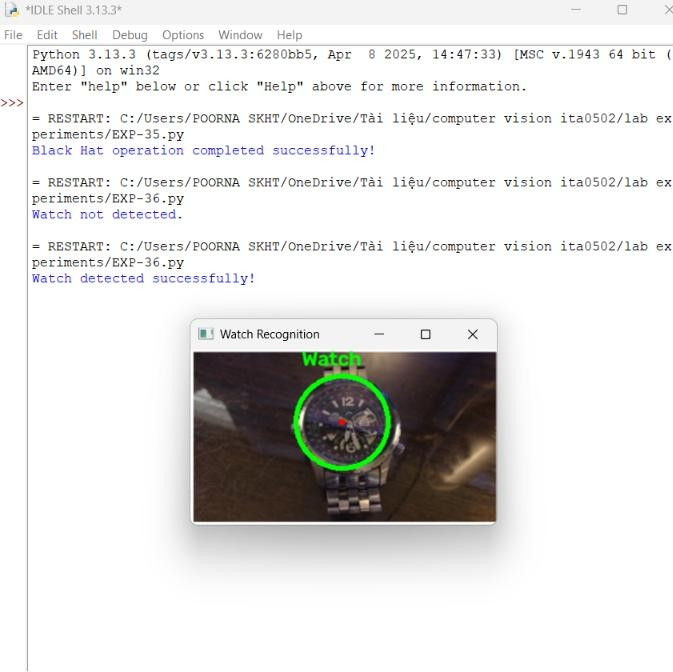 *IDLE Shell 3.13.3*
File Edit Shell Debug Options Window Help
Python 3.13.3 (tags/v3.13.3:6280bb5, Apr  8 2025, 14:47:33) [MSC v.1943 64 bit (
AMD64)] on win32
Enter "help" below or click "Help" above for more information.
>>>
= RESTART: C:/Users/POORNA SKHT/OneDrive/Tài liệu/computer vision ita0502/lab ex
periments/EXP-35.py
Black Hat operation completed successfully!
= RESTART: C:/Users/POORNA SKHT/OneDrive/Tài liệu/computer vision ita0502/lab ex
periments/EXP-36.py
Watch not detected.
= RESTART: C:/Users/POORNA SKHT/OneDrive/Tài liệu/computer vision ita0502/lab ex
periments/EXP-36.py
Watch detected successfully!
Watch Recognition
Watch
12